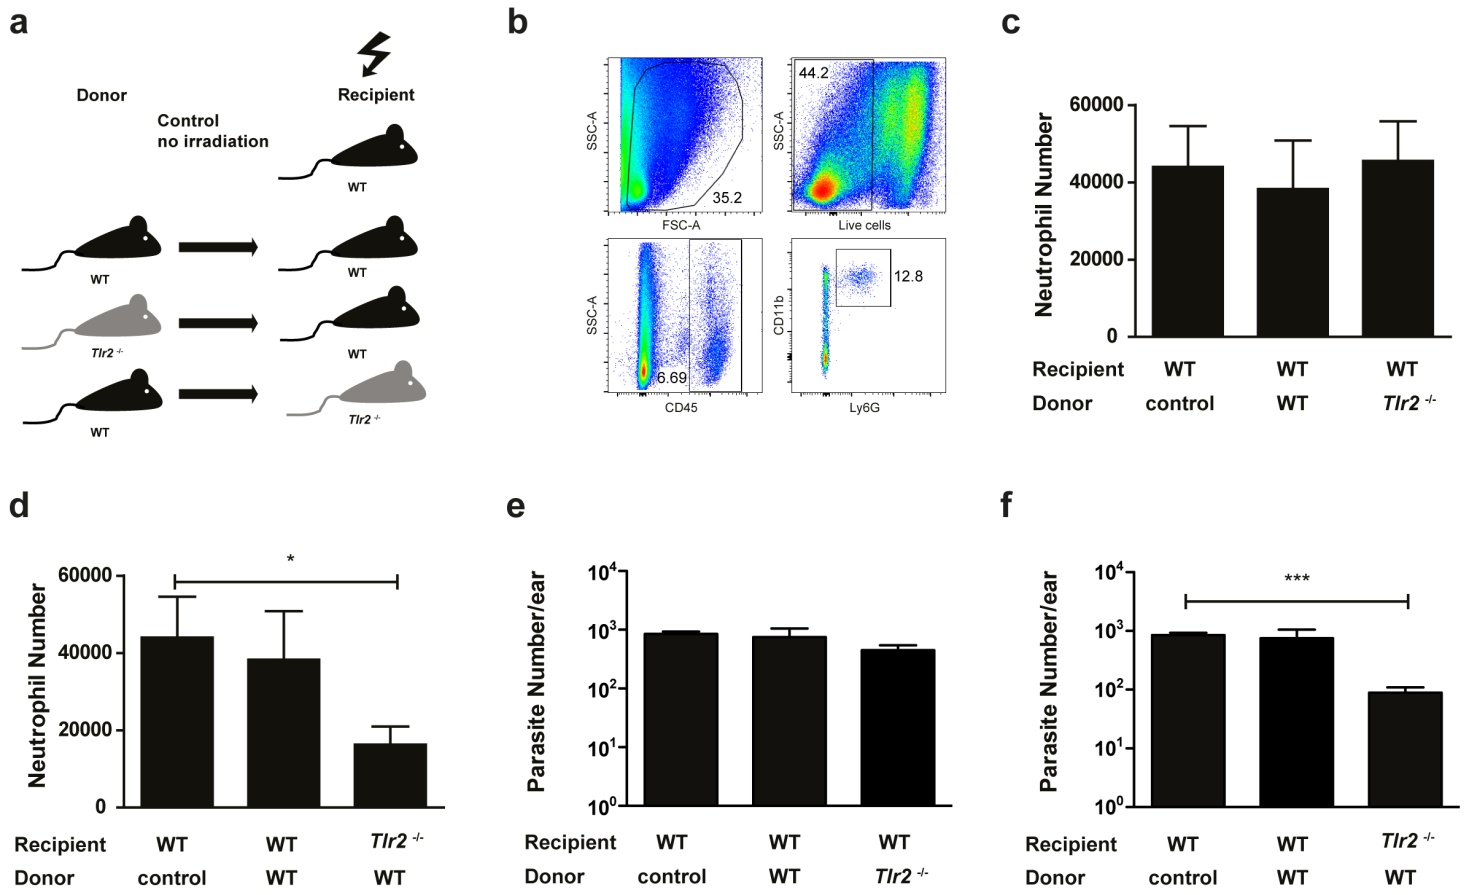 a
Donor
Recipient
Control
no irradiation
WT
WT
WT
Tlr2 -/-
WT
WT
Tlr2 -/-
b
SSC-A
35.2
FSC-A
SSC-A
44.2
Live cells
SSC-A
6.69
CD45
CD11b
12.8
Ly6G
c
Neutrophil Number
60000
40000
20000
0
Recipient WT WT WT
Donor control WT Tlr2 -/-
d
Neutrophil Number
60000
40000
20000
0
*
Recipient WT WT Tlr2 -/-
Donor control WT WT
e
Parasite Number/ear
10^4
10^3
10^2
10^1
10^0
Recipient WT WT WT
Donor control WT Tlr2 -/-
f
Parasite Number/ear
10^4
10^3
10^2
10^1
10^0
***
Recipient WT WT Tlr2 -/-
Donor control WT WT